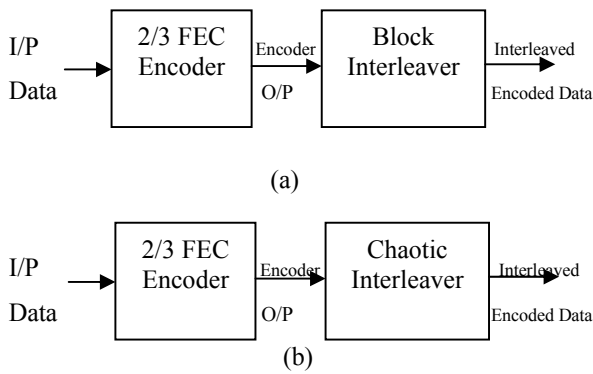 I/P
Data
2/3 FEC
Encoder
Encoder
O/P
Block
Interleaver
Interleaved
Encoded Data
(a)
I/P
Data
2/3 FEC
Encoder
Encoder
O/P
Chaotic
Interleaver
Interleaved
Encoded Data
(b)